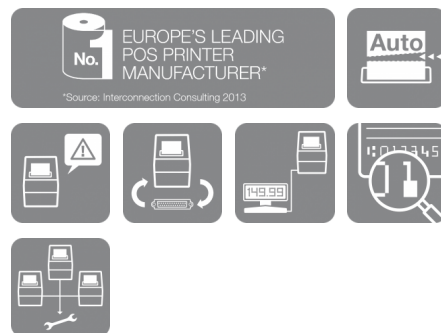 No.
1
EUROPE'S LEADING
POS PRINTER
MANUFACTURER*
*Source: Interconnection Consulting 2013
Auto
149.99